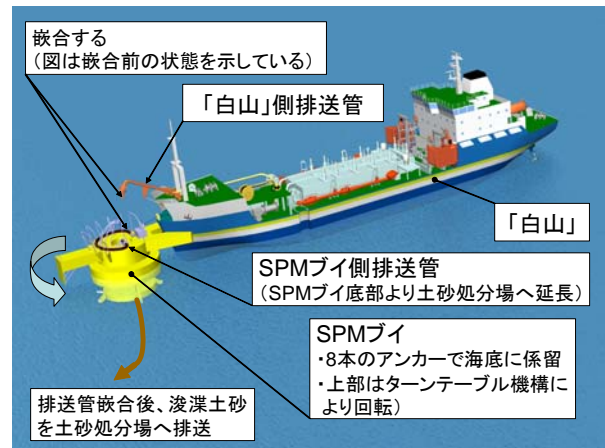 嵌合する
（図は嵌合前の状態を示している）
「白山」側排送管
「白山」
SPMブイ側排送管
（SPMブイ底部より土砂処分場へ延長）
SPMブイ
・8本のアンカーで海底に係留
・上部はターンテーブル機構に
より回転）
排送管嵌合後、浚渫土砂
を土砂処分場へ排送